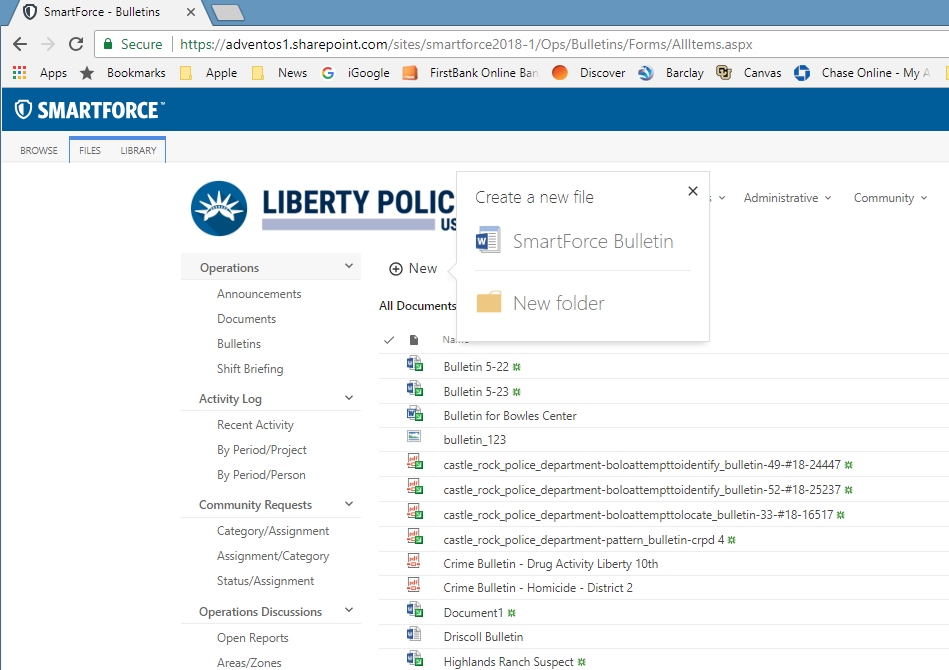 SmartForce - Bulletins
Secure https://adventos1.sharepoint.com/sites/smartforce2018-1/Ops/Bulletins/Forms/AllItems.aspx
Apps Bookmarks Apple News iGoogle FirstBank Online Ban Discover Barclay Canvas Chase Online - My A
SMARTFORCE™
BROWSE FILES LIBRARY
LIBERTY POLIC
US
Create a new file
SmartForce Bulletin
New folder
s Administrative Community
Operations
Announcements
Documents
Bulletins
Shift Briefing
Activity Log
Recent Activity
By Period/Project
By Period/Person
Community Requests
Category/Assignment
Assignment/Category
Status/Assignment
Operations Discussions
Open Reports
Areas/Zones
New
All Documents
Name
Bulletin 5-22
Bulletin 5-23
Bulletin for Bowles Center
bulletin_123
castle_rock_police_department-boloattempttoidentify_bulletin-49-#18-24447
castle_rock_police_department-boloattempttoidentify_bulletin-52-#18-25237
castle_rock_police_department-boloattempttolocate_bulletin-33-#18-16517
castle_rock_police_department-pattern_bulletin-crpd 4
Crime Bulletin - Drug Activity Liberty 10th
Crime Bulletin - Homicide - District 2
Document1
Driscoll Bulletin
Highlands Ranch Suspect